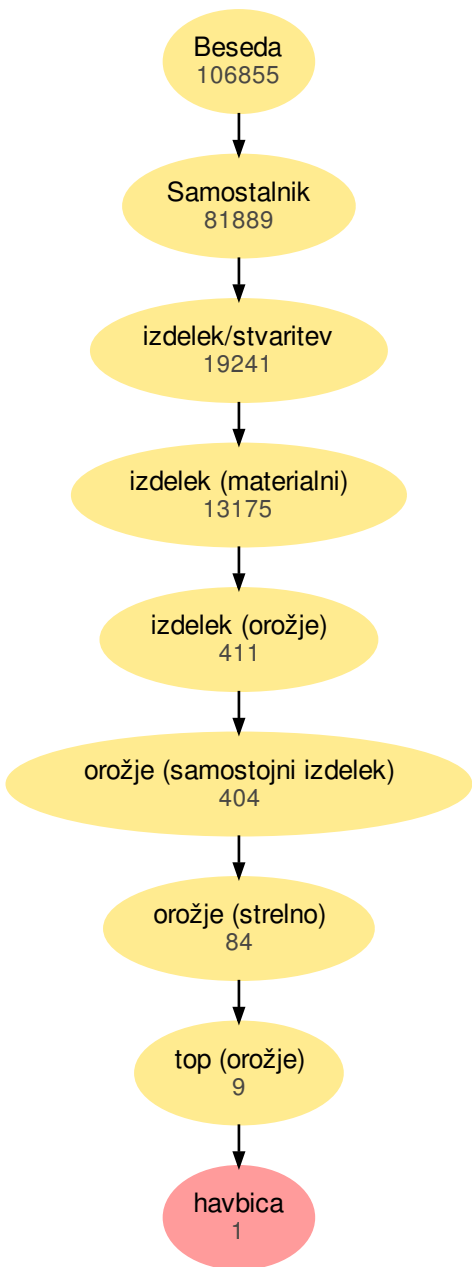 Beseda
106855
Samostalnik
81889
izdelek/stvaritev
19241
izdelek (materialni)
13175
izdelek (orožje)
411
orožje (samostojni izdelek)
404
orožje (strelno)
84
top (orožje)
9
havbica
1